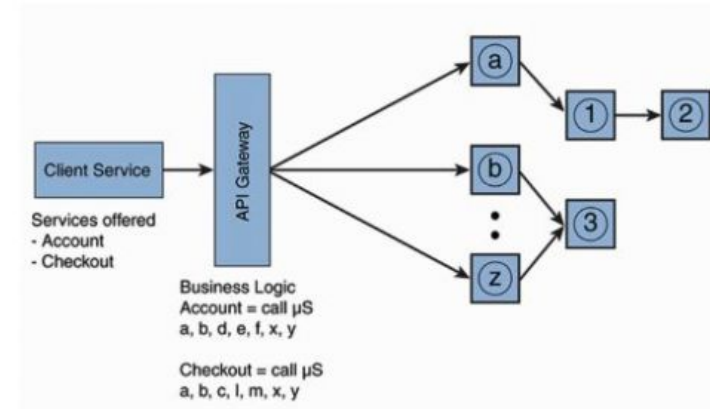 Client Service
Services offered
- Account
- Checkout
API Gateway
Business Logic
Account = call µS
a, b, d, e, f, x, y
Checkout = call µS
a, b, c, l, m, x, y
a
1
2
b
3
z